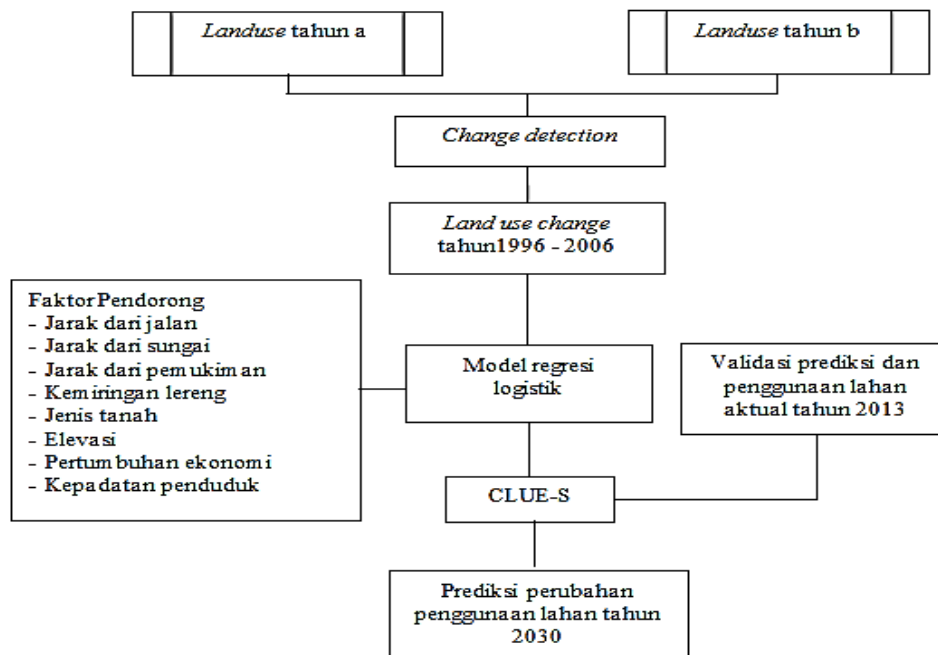 Landuse tahun a
Landuse tahun b
Change detection
Land use change
tahun1996 - 2006
Faktor Pendorong
- Jarak dari jalan
- Jarak dari sungai
- Jarak dari pemukiman
- Kemiringan lereng
- Jenis tanah
- Elevasi
- Pertumbuhan ekonomi
- Kepadatan penduduk
Model regresi
logistik
Validasi prediksi dan
penggunaan lahan
aktual tahun 2013
CLUE-S
Prediksi perubahan
penggunaan lahan tahun
2030